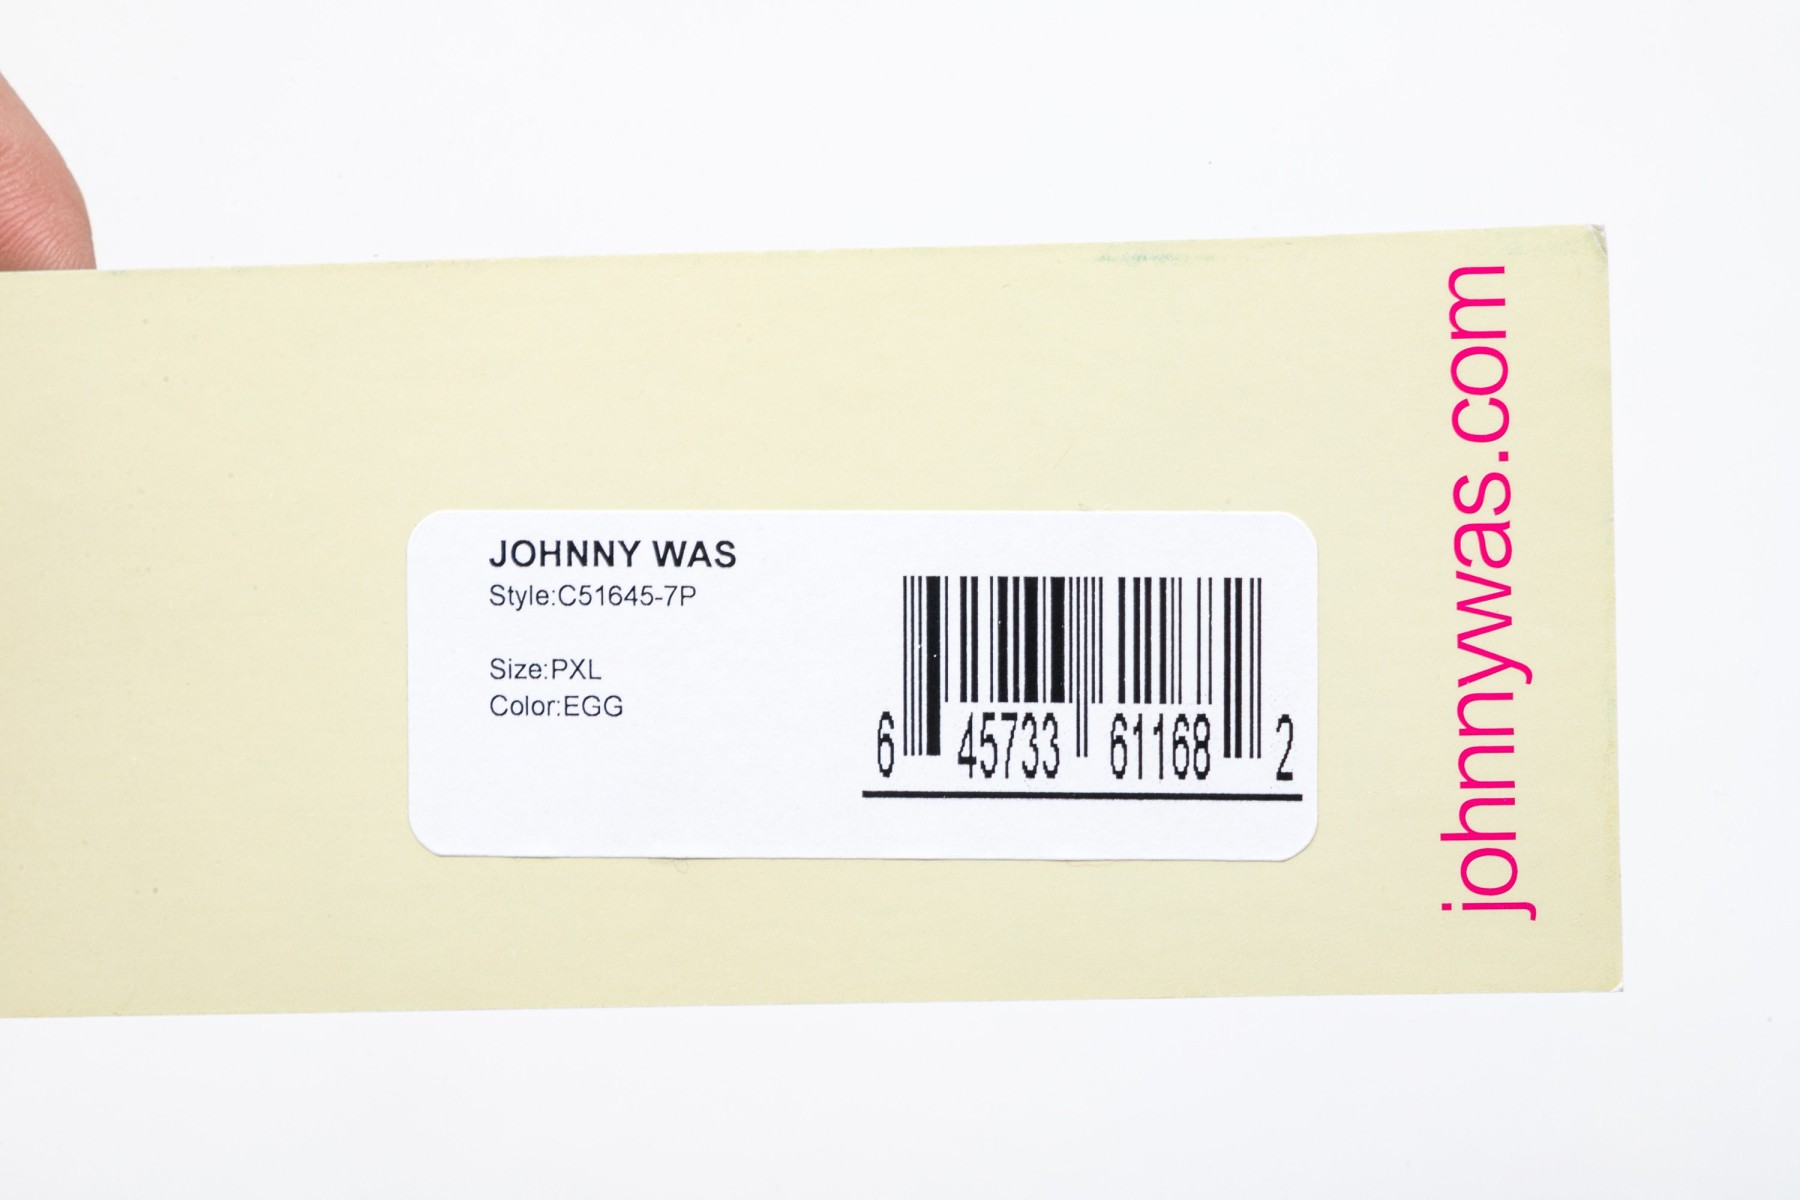 JOHNNY WAS
Style:C51645-7P
Size:PXL
Color:EGG
6 45733 61168 2
johnnywas.com